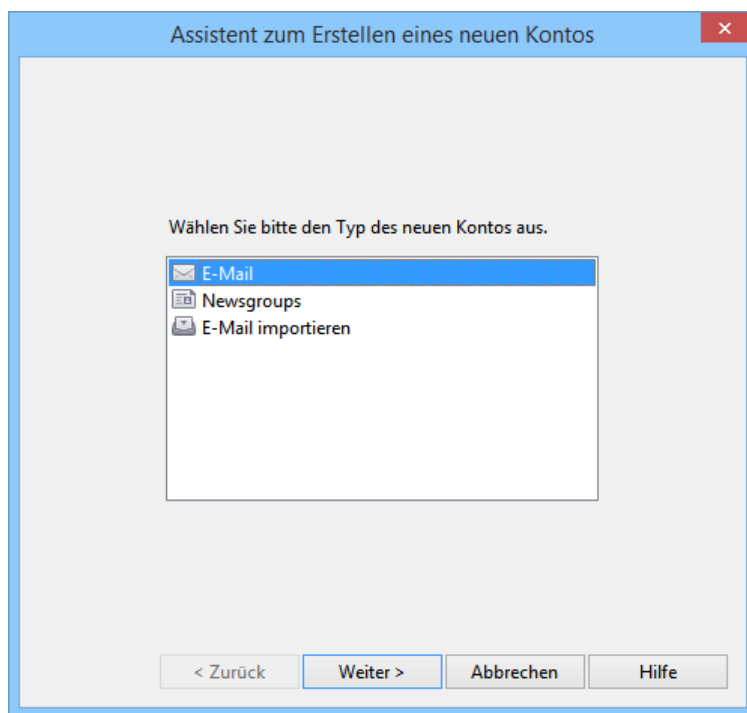 Assistent zum Erstellen eines neuen Kontos
Wählen Sie bitte den Typ des neuen Kontos aus.
E-Mail
Newsgroups
E-Mail importieren
< Zurück Weiter > Abbrechen Hilfe